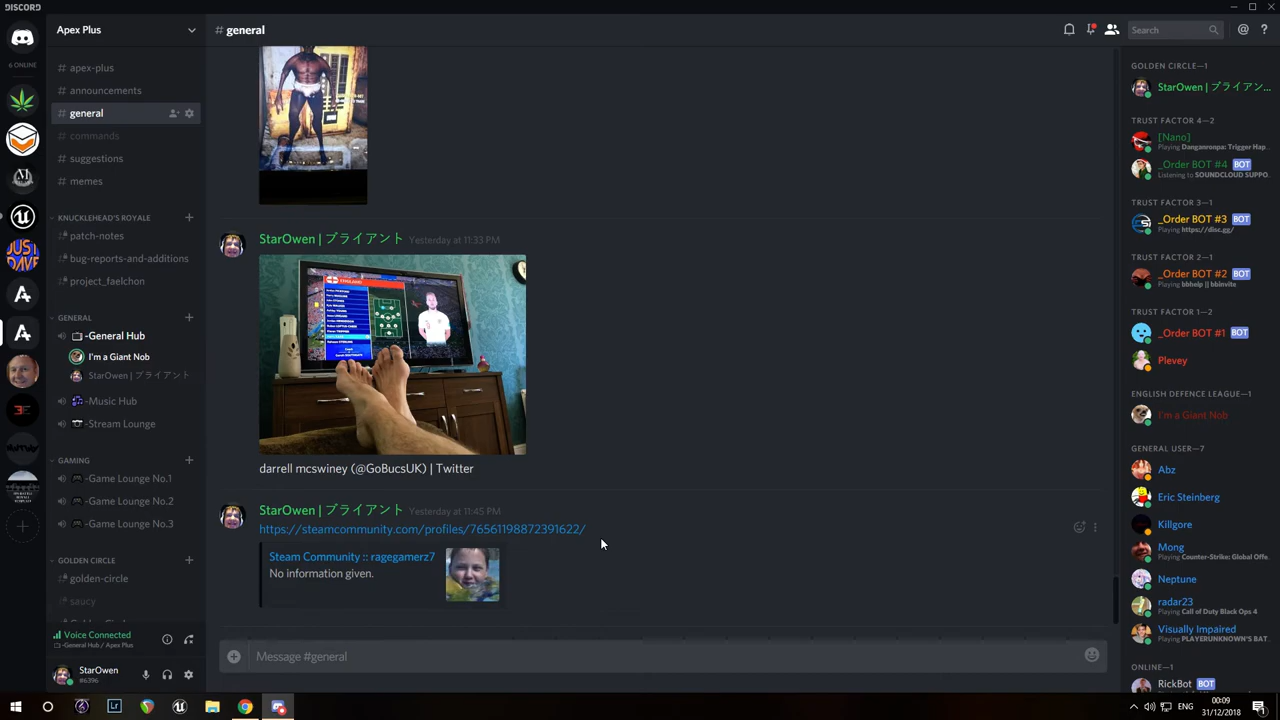 DISCORD
6 ONLINE
Apex Plus
# apex-plus
# announcements
# general
# commands
# suggestions
# memes
KNUCKLEHEAD'S ROYALE
# patch-notes
# bug-reports-and-additions
# project_faelchon
GENERAL
-General Hub
I'm a Giant Nob
StarOwen | ブライアント
-Music Hub
-Stream Lounge
GAMING
-Game Lounge No.1
-Game Lounge No.2
-Game Lounge No.3
GOLDEN CIRCLE
# golden-circle
# saucy
Voice Connected
-General Hub / Apex Plus
StarOwen
#6396
JUST
DAVE
# general
Search
StarOwen | ブライアント Yesterday at 11:33 PM
ENGLAND
darrell mcswiney (@GoBucsUK) | Twitter
StarOwen | ブライアント Yesterday at 11:45 PM
https://steamcommunity.com/profiles/76561198872391622/
Steam Community :: ragegamerz7
No information given.
Message #general
GOLDEN CIRCLE—1
StarOwen | ブライアン...
TRUST FACTOR 4—2
[Nano]
Playing Danganronpa: Trigger Hap...
_Order BOT #4 BOT
Listening to SOUNDCLOUD SUPPO...
TRUST FACTOR 3—1
_Order BOT #3 BOT
Playing https://disc.gg/
TRUST FACTOR 2—1
_Order BOT #2 BOT
Playing bbhelp || bbinvite
TRUST FACTOR 1—2
_Order BOT #1 BOT
Plevey
ENGLISH DEFENCE LEAGUE—1
I'm a Giant Nob
GENERAL USER—7
Abz
Eric Steinberg
Killgore
Mong
Playing Counter-Strike: Global Offe...
Neptune
radar23
Playing Call of Duty Black Ops 4
Visually Impaired
Playing PLAYERUNKNOWN'S BAT...
ONLINE—1
RickBot BOT
ENG
00:09
31/12/2018